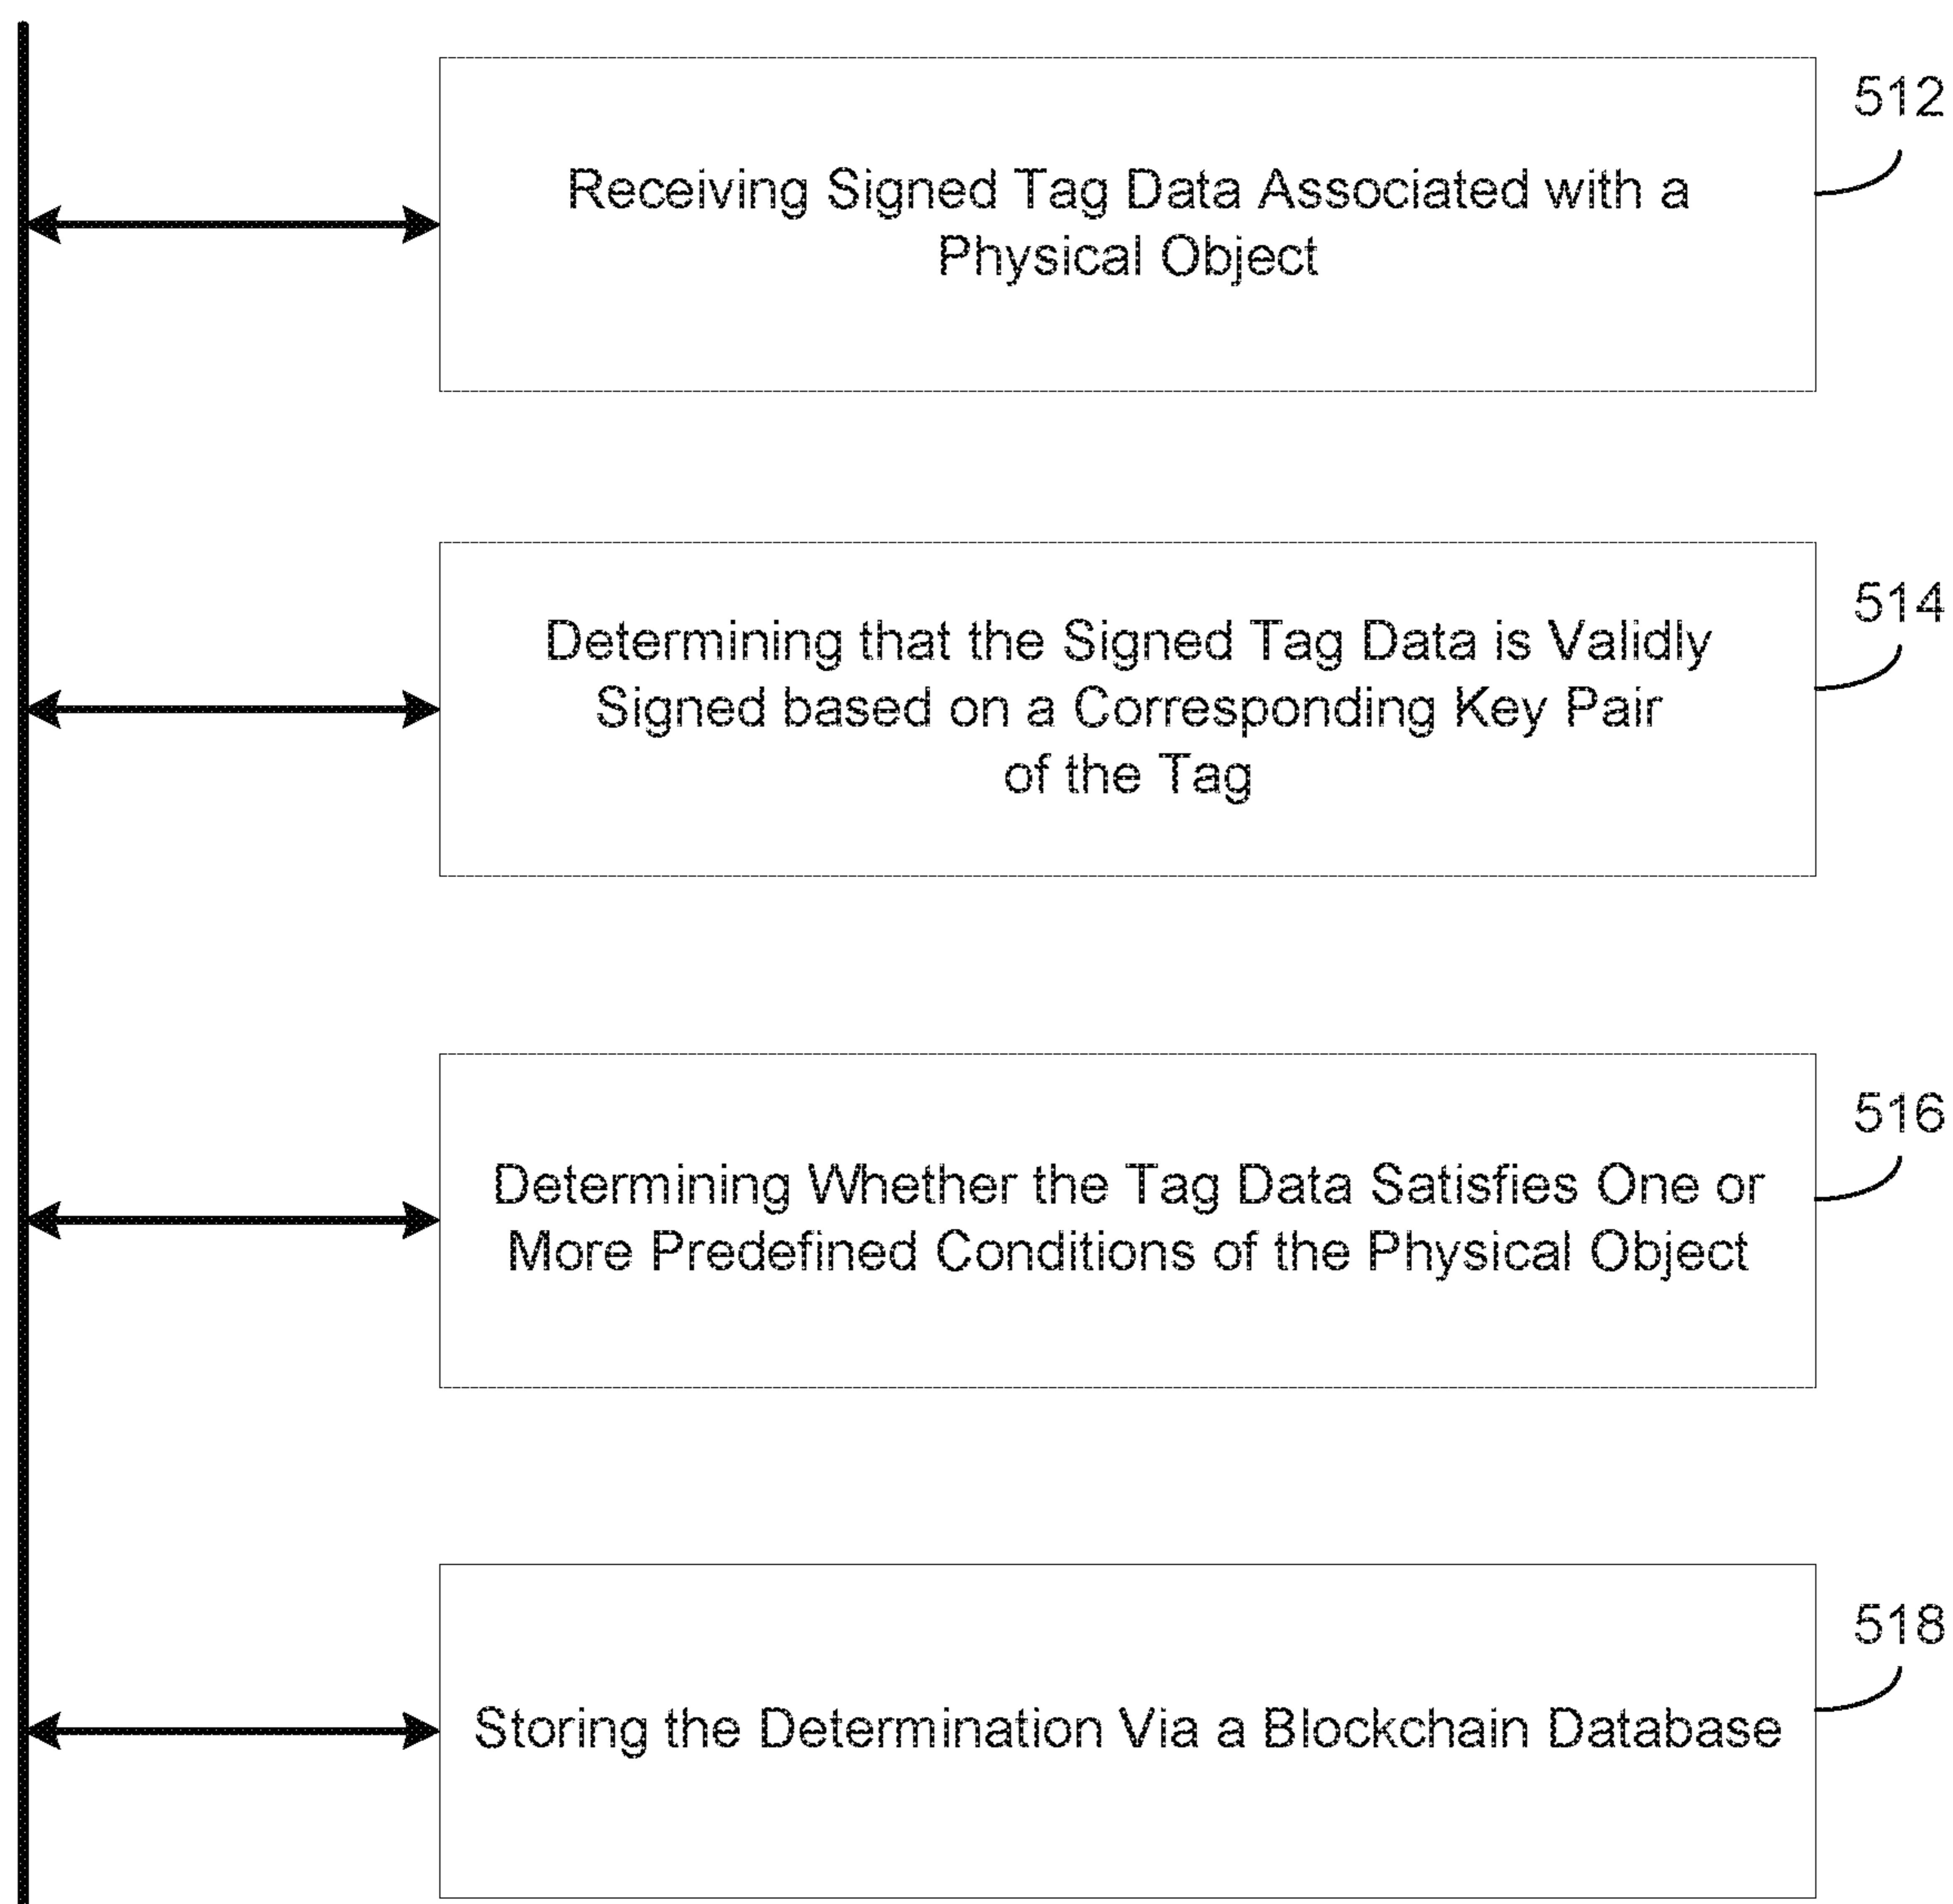 512
Receiving Signed Tag Data Associated with a
Physical Object
514
Determining that the Signed Tag Data is Validly
Signed based on a Corresponding Key Pair
of the Tag
516
Determining Whether the Tag Data Satisfies One or
More Predefined Conditions of the Physical Object
518
Storing the Determination Via a Blockchain Database